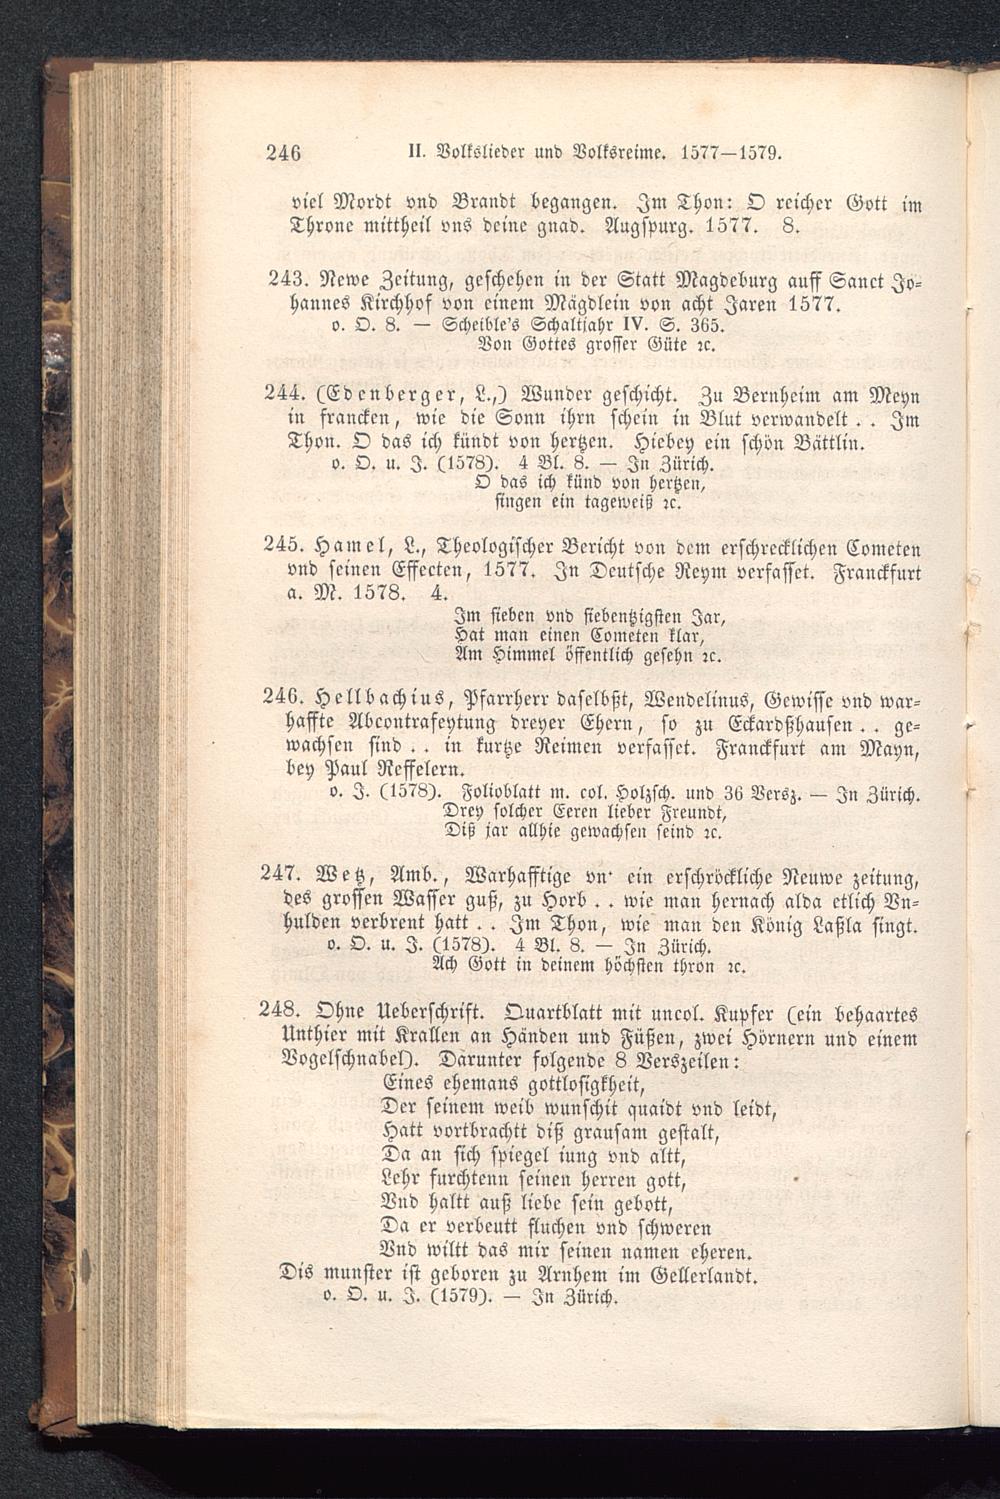 246 II. Volkslieder und Volksreime. 1577—1579.
viel Mordt vnd Brandt begangen. Im Thon: O reicher Gott im
Throne mittheil vns deine gnad. Augspurg. 1577. 8.
243. Newe Zeitung, geschehen in der Statt Magdeburg auff Sanct Jo-
hannes Kirchhof von einem Mägdlein von acht Jaren 1577.
o. O. 8. — Scheible's Schaltjahr IV. S. 365.
Von Gottes grosser Güte ꝛc.
244. (Edenberger, L.,) Wunder geschicht. Zu Bernheim am Meyn
in francken, wie die Sonn ihrn schein in Blut verwandelt . . Im
Thon. O das ich kündt von hertzen. Hiebey ein schön Bättlin.
o. O. u. J. (1578). 4 Bl. 8. — In Zürich.
O das ich künd von hertzen,
singen ein tageweiß ꝛc.
245. Hamel, L., Theologischer Bericht von dem erschrecklichen Cometen
vnd seinen Effecten, 1577. In Deutsche Reym verfasset. Franckfurt
a. M. 1578. 4.
Im sieben vnd siebentzigsten Jar,
Hat man einen Cometen klar,
Am Himmel öffentlich gesehn ꝛc.
246. Hellbachius, Pfarrherr daselbßt, Wendelinus, Gewisse vnd war-
haffte Abcontrafeytung dreyer Ehern, so zu Eckardßhausen . . ge-
wachsen sind . . in kurtze Reimen verfasset. Franckfurt am Mayn,
bey Paul Reffelern.
o. J. (1578). Folioblatt m. col. Holzsch. und 36 Versz. — In Zürich.
Drey solcher Eeren lieber Freundt,
Diß jar allhie gewachsen seind ꝛc.
247. Wetz, Amb., Warhafftige vn' ein erschröckliche Neuwe zeitung,
des grossen Wasser guß, zu Horb . . wie man hernach alda etlich Vn-
hulden verbrent hatt . . Im Thon, wie man den König Laßla singt.
o. O. u. J. (1578). 4 Bl. 8. — In Zürich.
Ach Gott in deinem höchsten thron ꝛc.
248. Ohne Ueberschrift. Quartblatt mit uncol. Kupfer (ein behaartes
Unthier mit Krallen an Händen und Füßen, zwei Hörnern und einem
Vogelschnabel). Darunter folgende 8 Verszeilen:
Eines ehemans gottlosigkheit,
Der seinem weib wunschit quaidt vnd leidt,
Hatt vortbrachtt diß grausam gestalt,
Da an sich spiegel iung vnd altt,
Lehr furchtenn seinen herren gott,
Vnd haltt auß liebe sein gebott,
Da er verbeutt fluchen vnd schweren
Vnd wiltt das mir seinen namen eheren.
Dis munster ist geboren zu Arnhem im Gellerlandt.
o. O. u. J. (1579). — In Zürich.